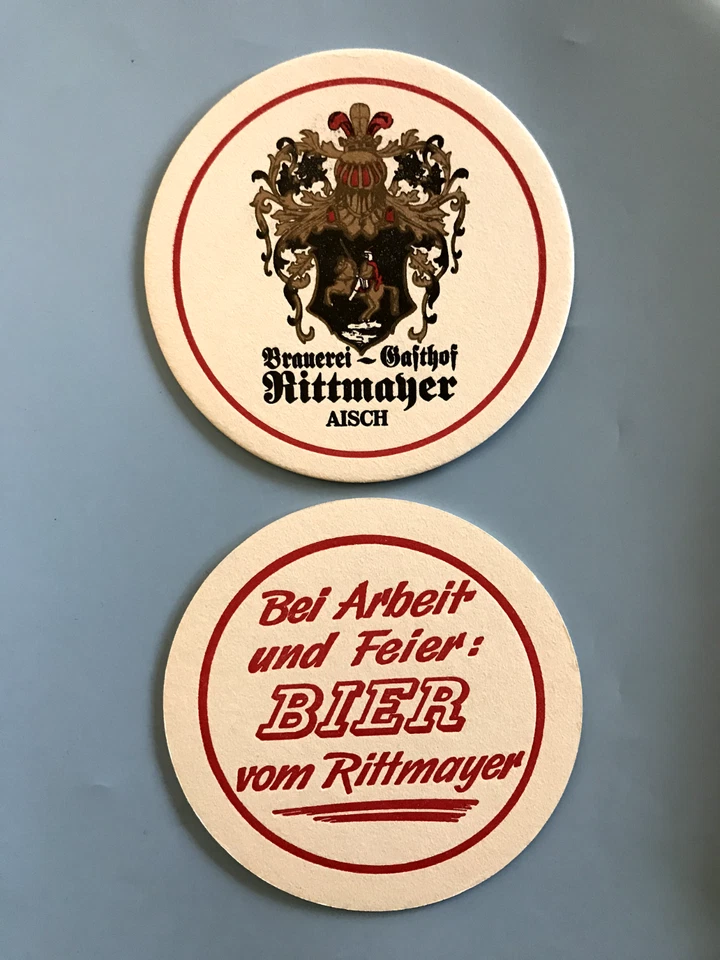 Brauerei - Gasthof
Rittmayer
AISCH
Bei Arbeit
und Feier:
BIER
vom Rittmayer